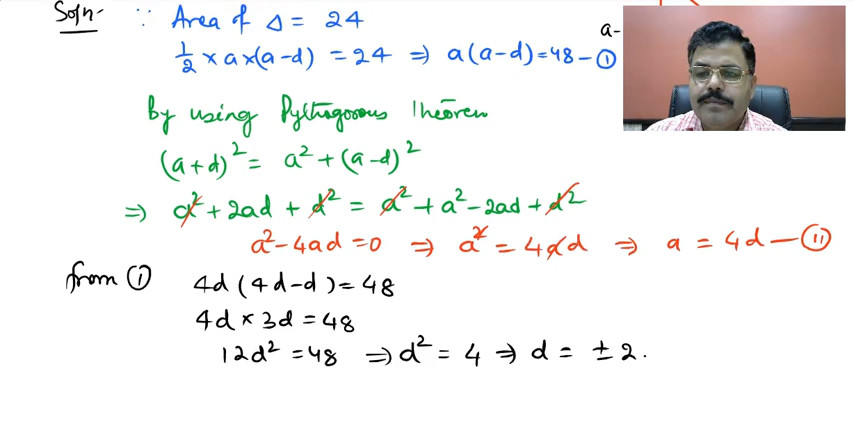 Soln- ∵ Area of Δ = 24
a-
1/2 × a × (a-d) = 24 ⇒ a(a-d) = 48 - ①
By using Pythagorous Theorem
(a+d)² = a² + (a-d)²
⇒ a² + 2ad + d² = a² + a² - 2ad + d²
a² - 4ad = 0 ⇒ a² = 4ad ⇒ a = 4d — ⑪
from ① 4d (4d-d) = 48
4d × 3d = 48
12d² = 48 ⇒ d² = 4 ⇒ d = ± 2.